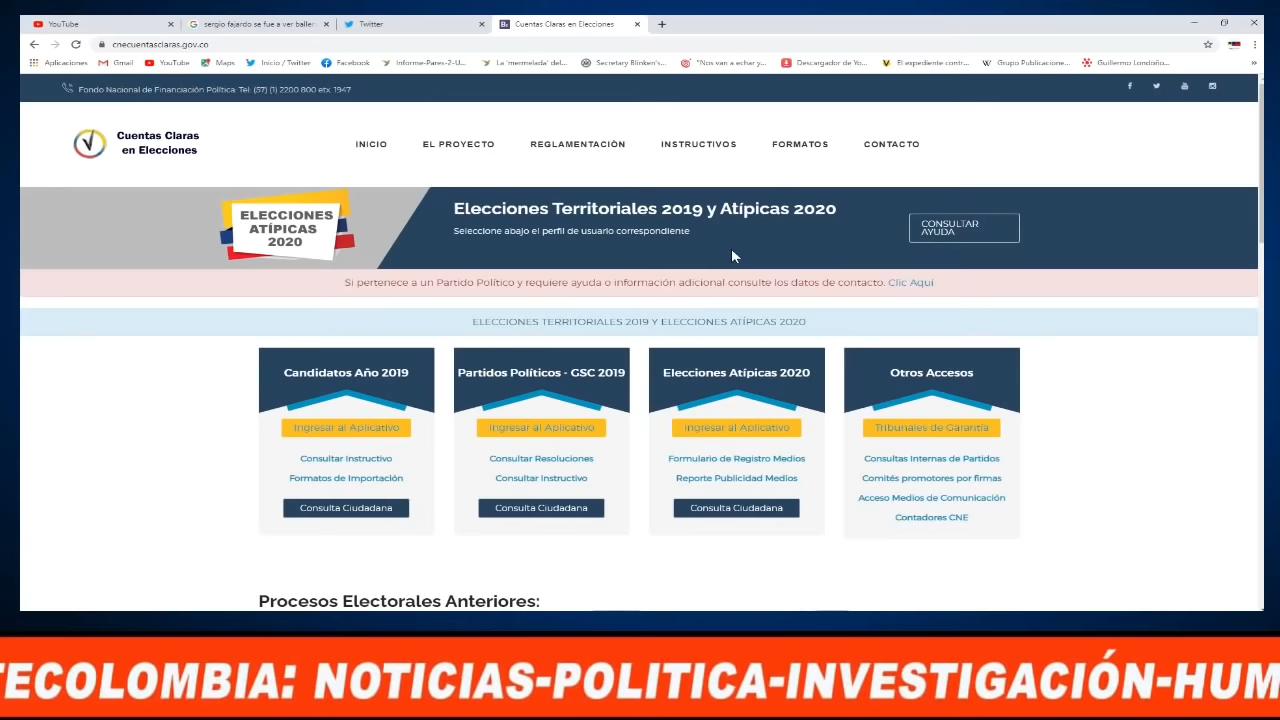 YouTube
sergio fajardo se fue a ver baller
Twitter
Cuentas Claras en Elecciones
cnecuentasclaras.gov.co
Aplicaciones Gmail YouTube Maps Inicio / Twitter Facebook Informe-Pares-2-U... La 'mermelada' del... Secretary Blinken's... "Nos van a echar y... Descargador de Yo... El expediente contr... Grupo Publicacione... Guillermo Londoño...
Fondo Nacional de Financiación Política: Tel: (57) (1) 2200 800 etx. 1947
Cuentas Claras
en Elecciones
INICIO EL PROYECTO REGLAMENTACIÓN INSTRUCTIVOS FORMATOS CONTACTO
ELECCIONES
ATÍPICAS
2020
Elecciones Territoriales 2019 y Atípicas 2020
Seleccione abajo el perfil de usuario correspondiente
CONSULTAR
AYUDA
Si pertenece a un Partido Político y requiere ayuda o información adicional consulte los datos de contacto. Clic Aquí
ELECCIONES TERRITORIALES 2019 Y ELECCIONES ATÍPICAS 2020
Candidatos Año 2019
Ingresar al Aplicativo
Consultar Instructivo
Formatos de Importación
Consulta Ciudadana
Partidos Políticos - GSC 2019
Ingresar al Aplicativo
Consultar Resoluciones
Consultar Instructivo
Consulta Ciudadana
Elecciones Atípicas 2020
Ingresar al Aplicativo
Formulario de Registro Medios
Reporte Publicidad Medios
Consulta Ciudadana
Otros Accesos
Tribunales de Garantía
Consultas Internas de Partidos
Comités promotores por firmas
Acceso Medios de Comunicación
Contadores CNE
Procesos Electorales Anteriores:
TECOLOMBIA: NOTICIAS-POLITICA-INVESTIGACIÓN-HUM